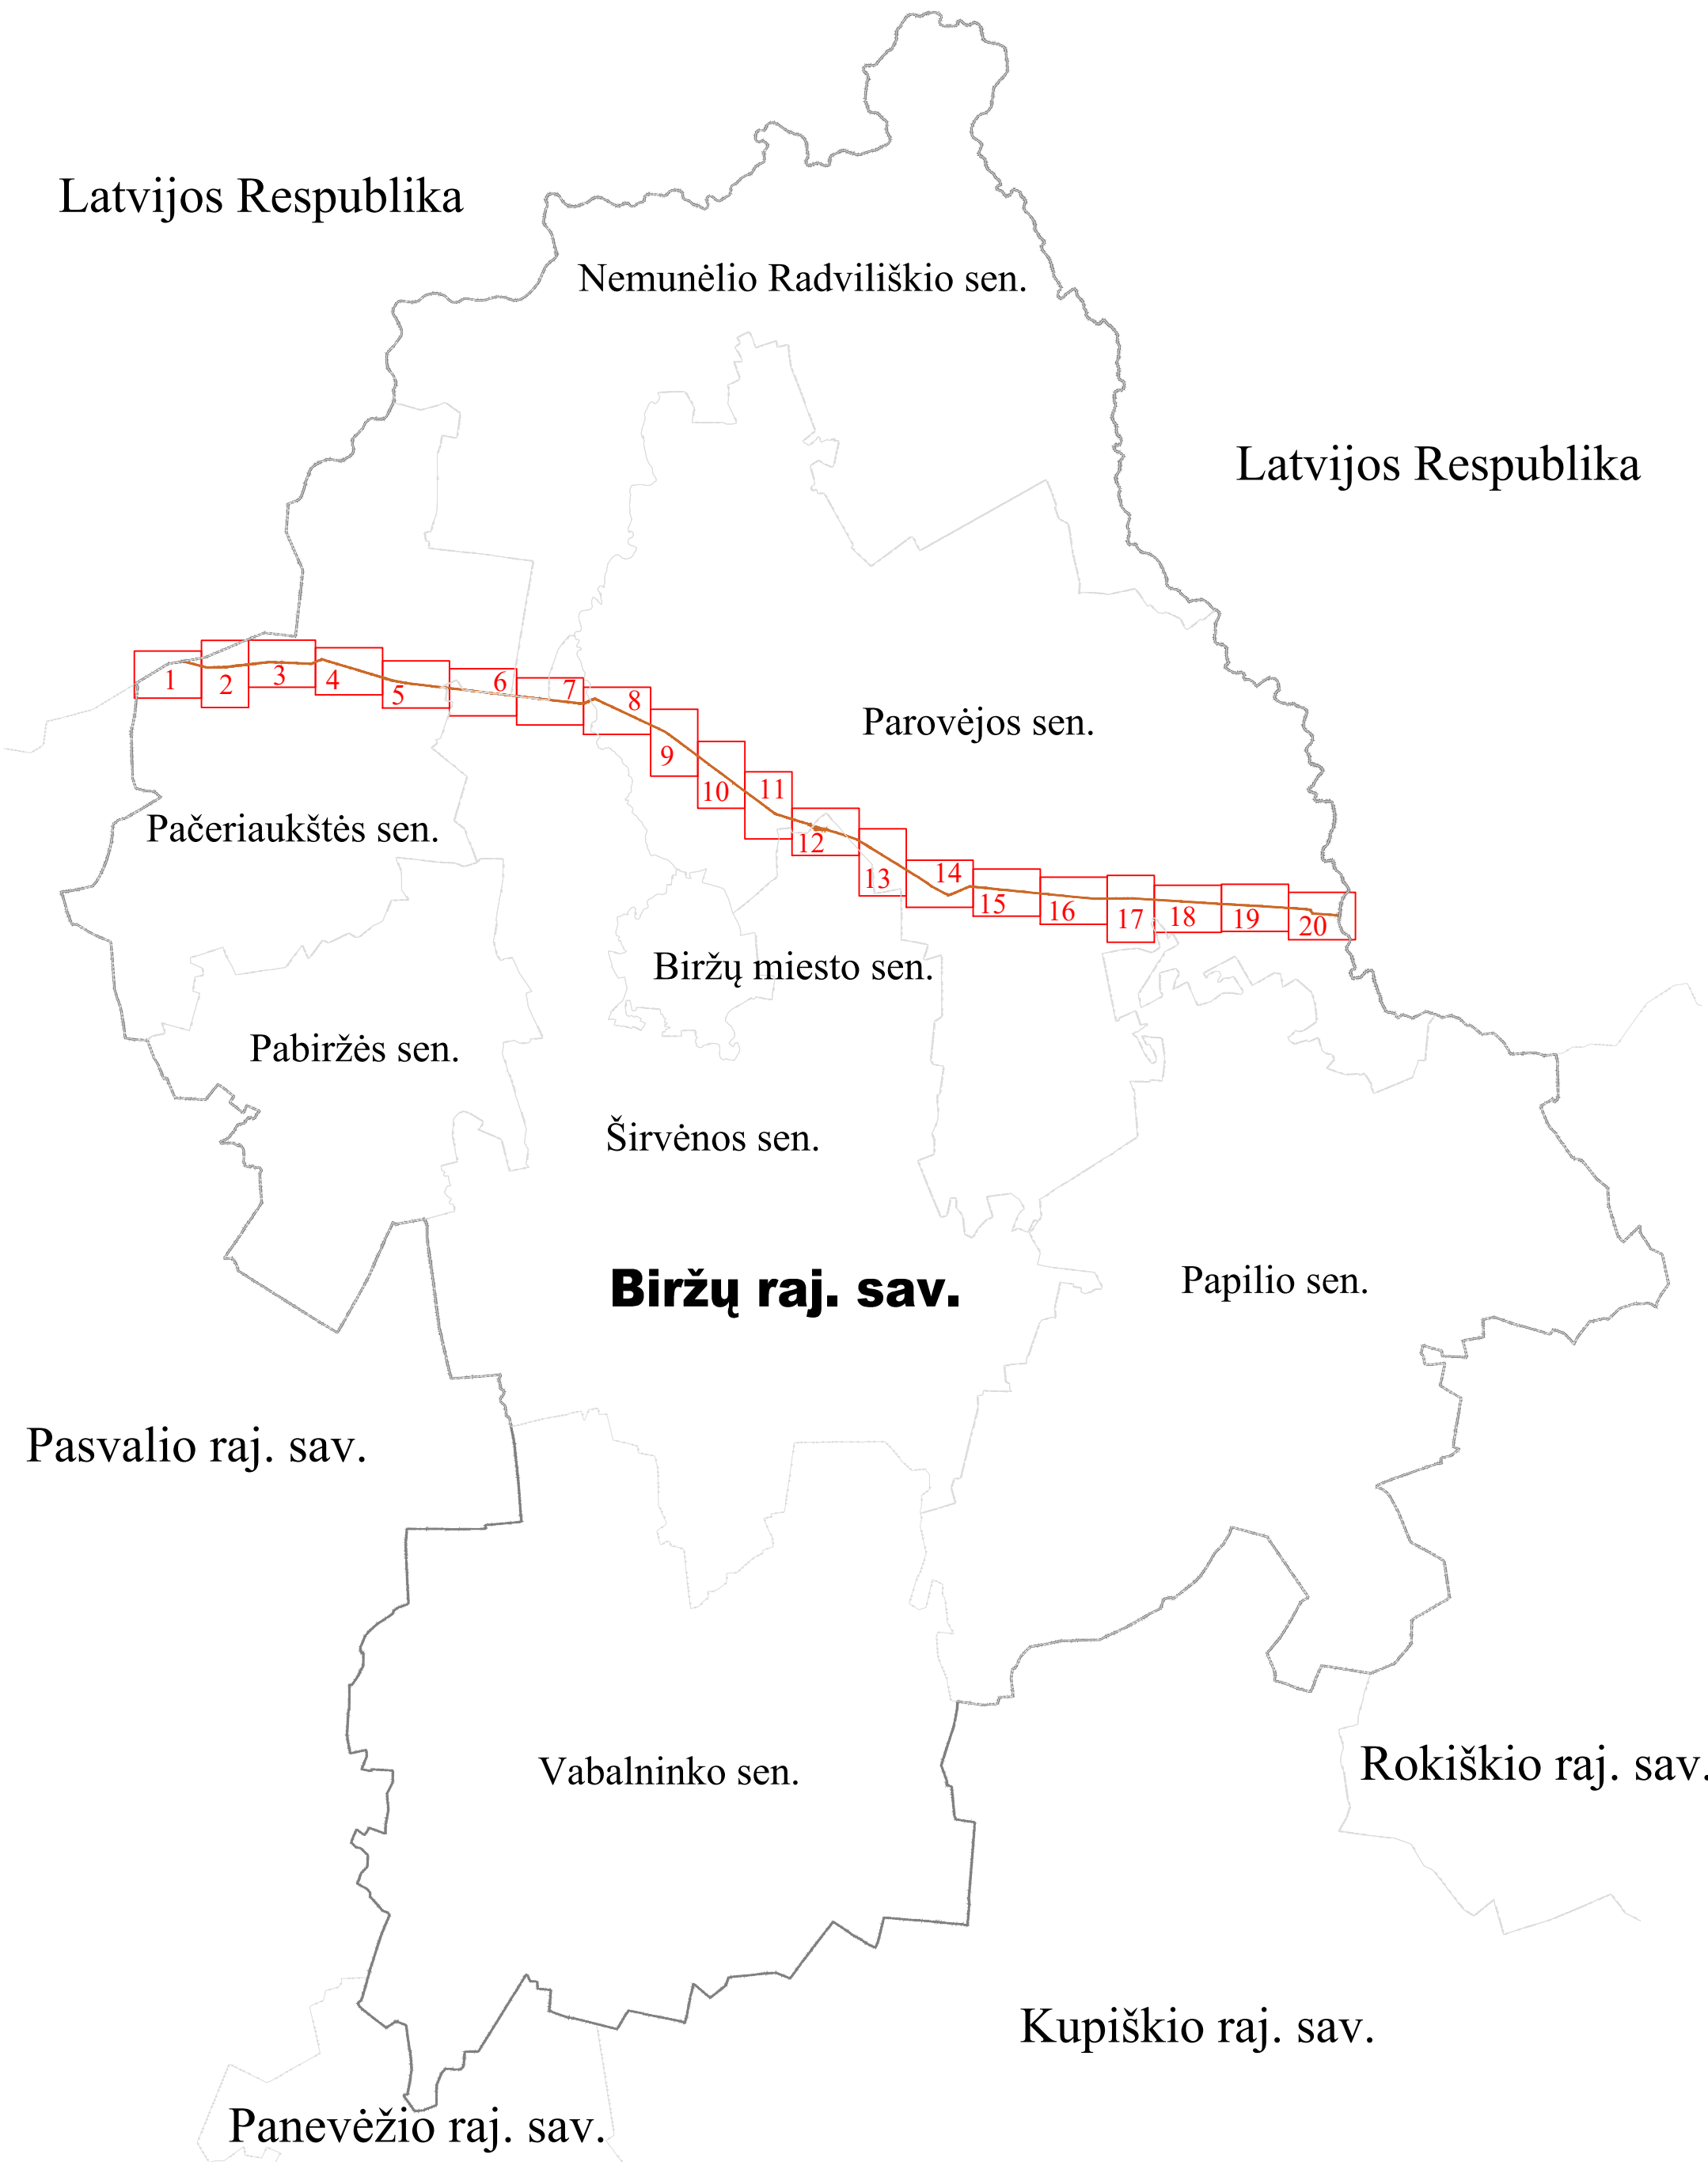 Latvijos Respublika
Nemunėlio Radviliškio sen.
Latvijos Respublika
1
2
3
4
5
6
7
8
9
10
11
12
13
14
15
16
17
18
19
20
Parovėjos sen.
Pačeriaukštės sen.
Biržų miesto sen.
Pabiržės sen.
Širvėnos sen.
Biržų raj. sav.
Papilio sen.
Pasvalio raj. sav.
Vabalninko sen.
Rokiškio raj. sav.
Kupiškio raj. sav.
Panevėžio raj. sav.